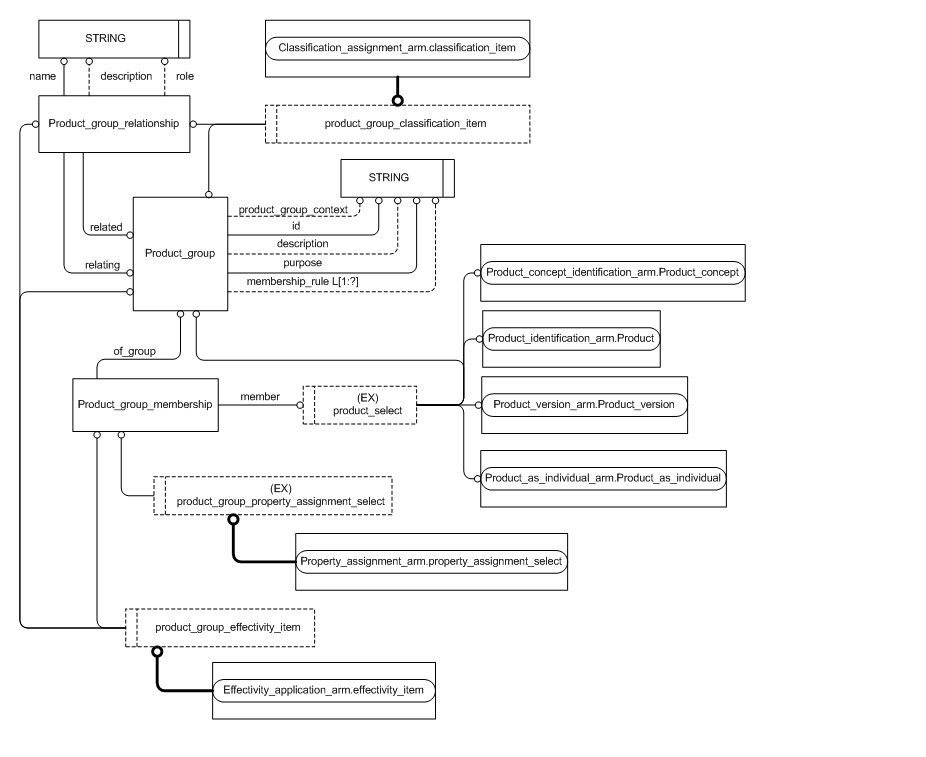 STRING
name
description
role
Classification_assignment_arm.classification_item
Product_group_relationship
product_group_classification_item
STRING
product_group_context
id
description
purpose
membership_rule L[1:?]
related
relating
Product_group
Product_concept_identification_arm.Product_concept
Product_identification_arm.Product
Product_version_arm.Product_version
Product_as_individual_arm.Product_as_individual
of_group
Product_group_membership
member
(EX)
product_select
(EX)
product_group_property_assignment_select
Property_assignment_arm.property_assignment_select
product_group_effectivity_item
Effectivity_application_arm.effectivity_item